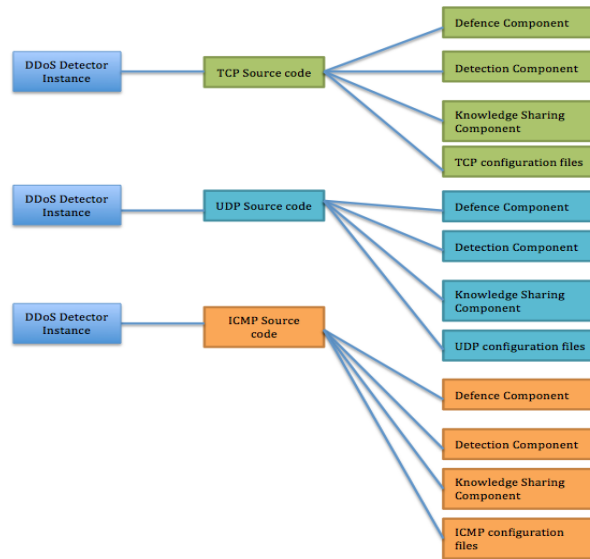 DDoS Detector
Instance
TCP Source code
Defence Component
Detection Component
Knowledge Sharing
Component
TCP configuration files
DDoS Detector
Instance
UDP Source code
Defence Component
Detection Component
Knowledge Sharing
Component
UDP configuration files
DDoS Detector
Instance
ICMP Source
code
Defence Component
Detection Component
Knowledge Sharing
Component
ICMP configuration
files